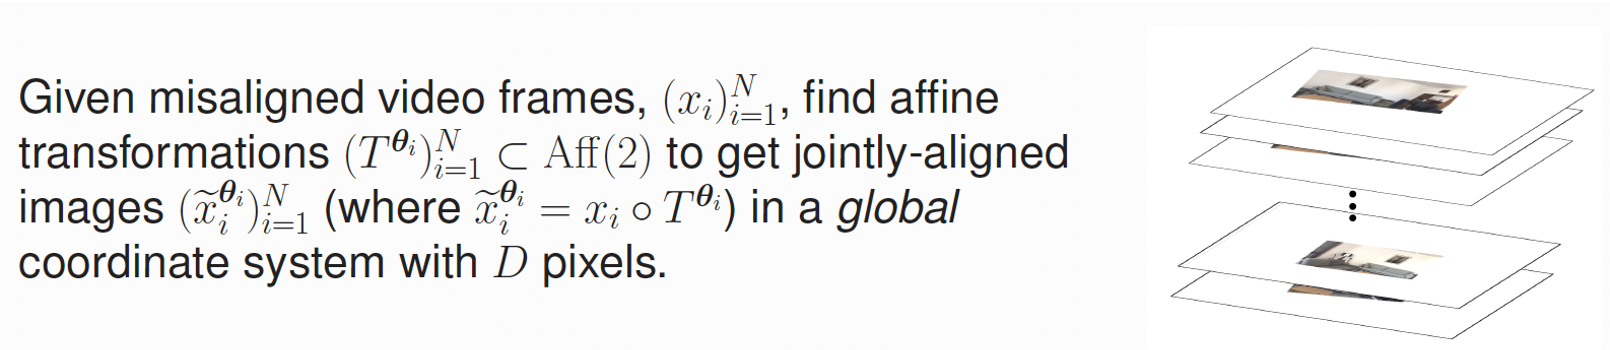 Given misaligned video frames, $(x_i)_{i=1}^N$, find affine
transformations $(T^{\boldsymbol{\theta}_i})_{i=1}^N \subset \mathrm{Aff}(2)$ to get jointly-aligned
images $(\widetilde{x}_i^{\boldsymbol{\theta}_i})_{i=1}^N$ (where $\widetilde{x}_i^{\boldsymbol{\theta}_i} = x_i \circ T^{\boldsymbol{\theta}_i}$) in a global
coordinate system with $D$ pixels.